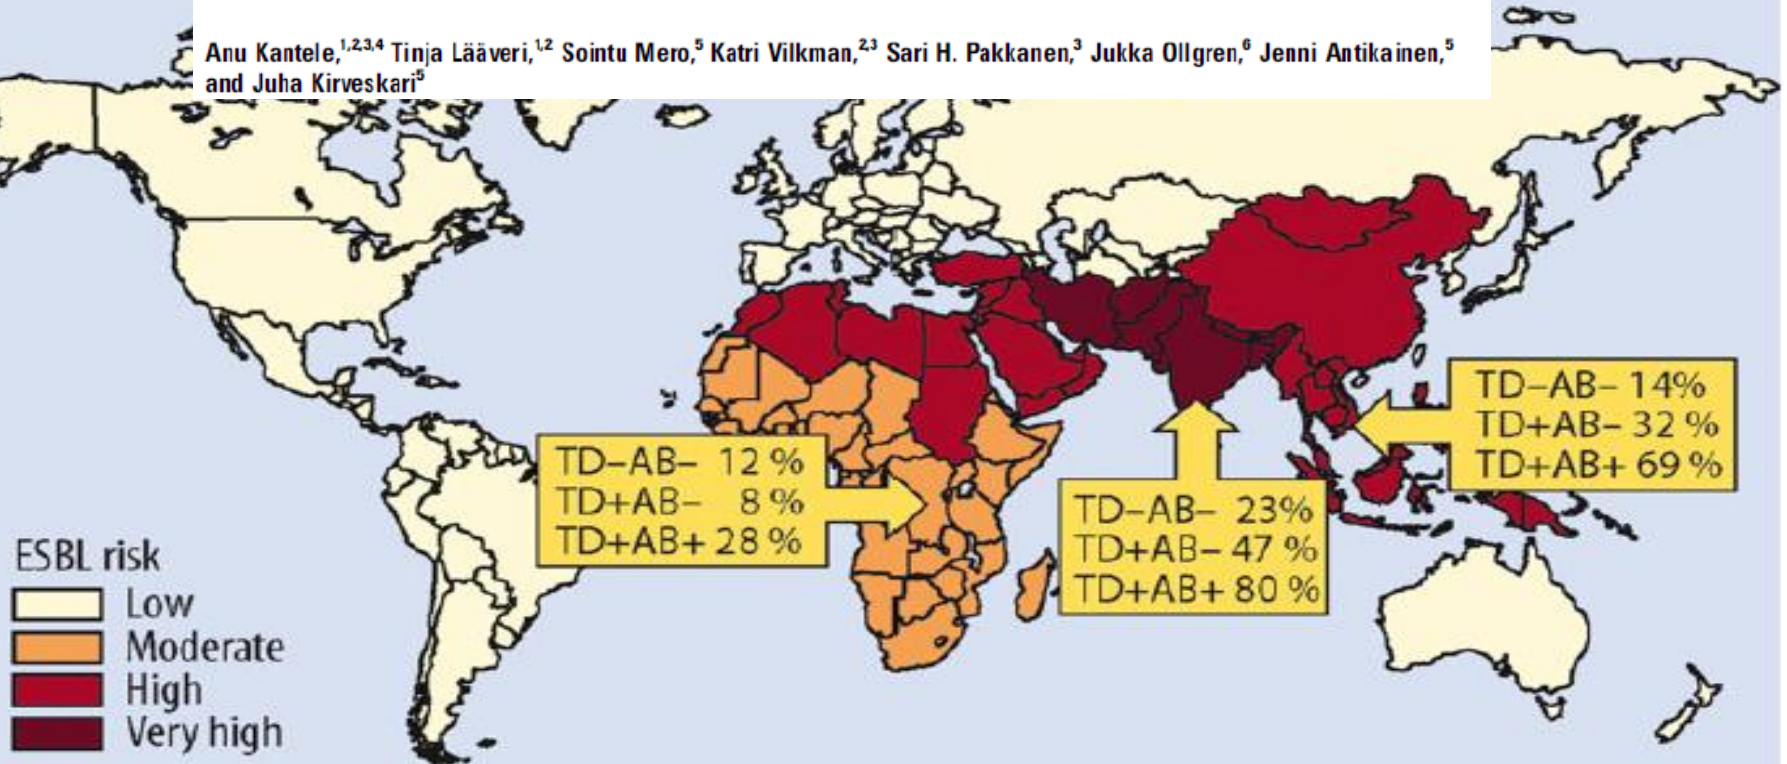 Anu Kantele,1,2,3,4 Tinja Lääveri,1,2 Sointu Mero,5 Katri Vilkman,2,3 Sari H. Pakkanen,3 Jukka Ollgren,6 Jenni Antikainen,5
and Juha Kirveskari5
TD–AB– 12 %
TD+AB– 8 %
TD+AB+ 28 %
TD–AB– 23%
TD+AB– 47 %
TD+AB+ 80 %
TD–AB– 14%
TD+AB– 32 %
TD+AB+ 69 %
ESBL risk
Low
Moderate
High
Very high